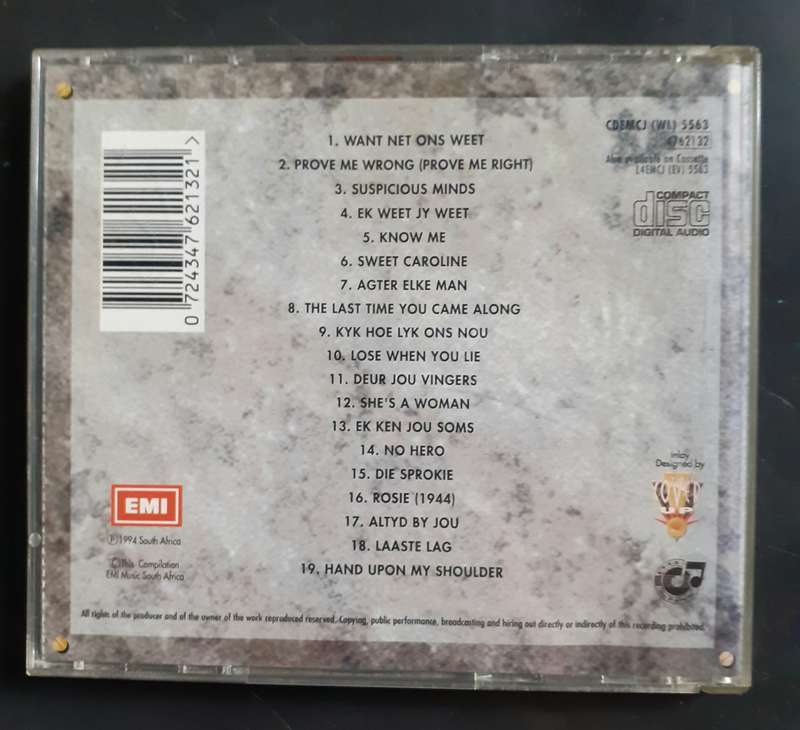 CDEMCJ (WL) 5563
4762132
Also available on Cassette
L4EMCJ (EV) 5563
COMPACT
disc
DIGITAL AUDIO
0 724347 621321 >
1. WANT NET ONS WEET
2. PROVE ME WRONG (PROVE ME RIGHT)
3. SUSPICIOUS MINDS
4. EK WEET JY WEET
5. KNOW ME
6. SWEET CAROLINE
7. AGTER ELKE MAN
8. THE LAST TIME YOU CAME ALONG
9. KYK HOE LYK ONS NOU
10. LOSE WHEN YOU LIE
11. DEUR JOU VINGERS
12. SHE'S A WOMAN
13. EK KEN JOU SOMS
14. NO HERO
15. DIE SPROKIE
16. ROSIE (1944)
17. ALTYD BY JOU
18. LAASTE LAG
19. HAND UPON MY SHOULDER
Inlay
Designed by
EMI
℗1994 South Africa
©This Compilation
EMI Music South Africa
All rights of the producer and of the owner of the work reproduced reserved. Copying, public performance, broadcasting and hiring out directly or indirectly of this recording prohibited.